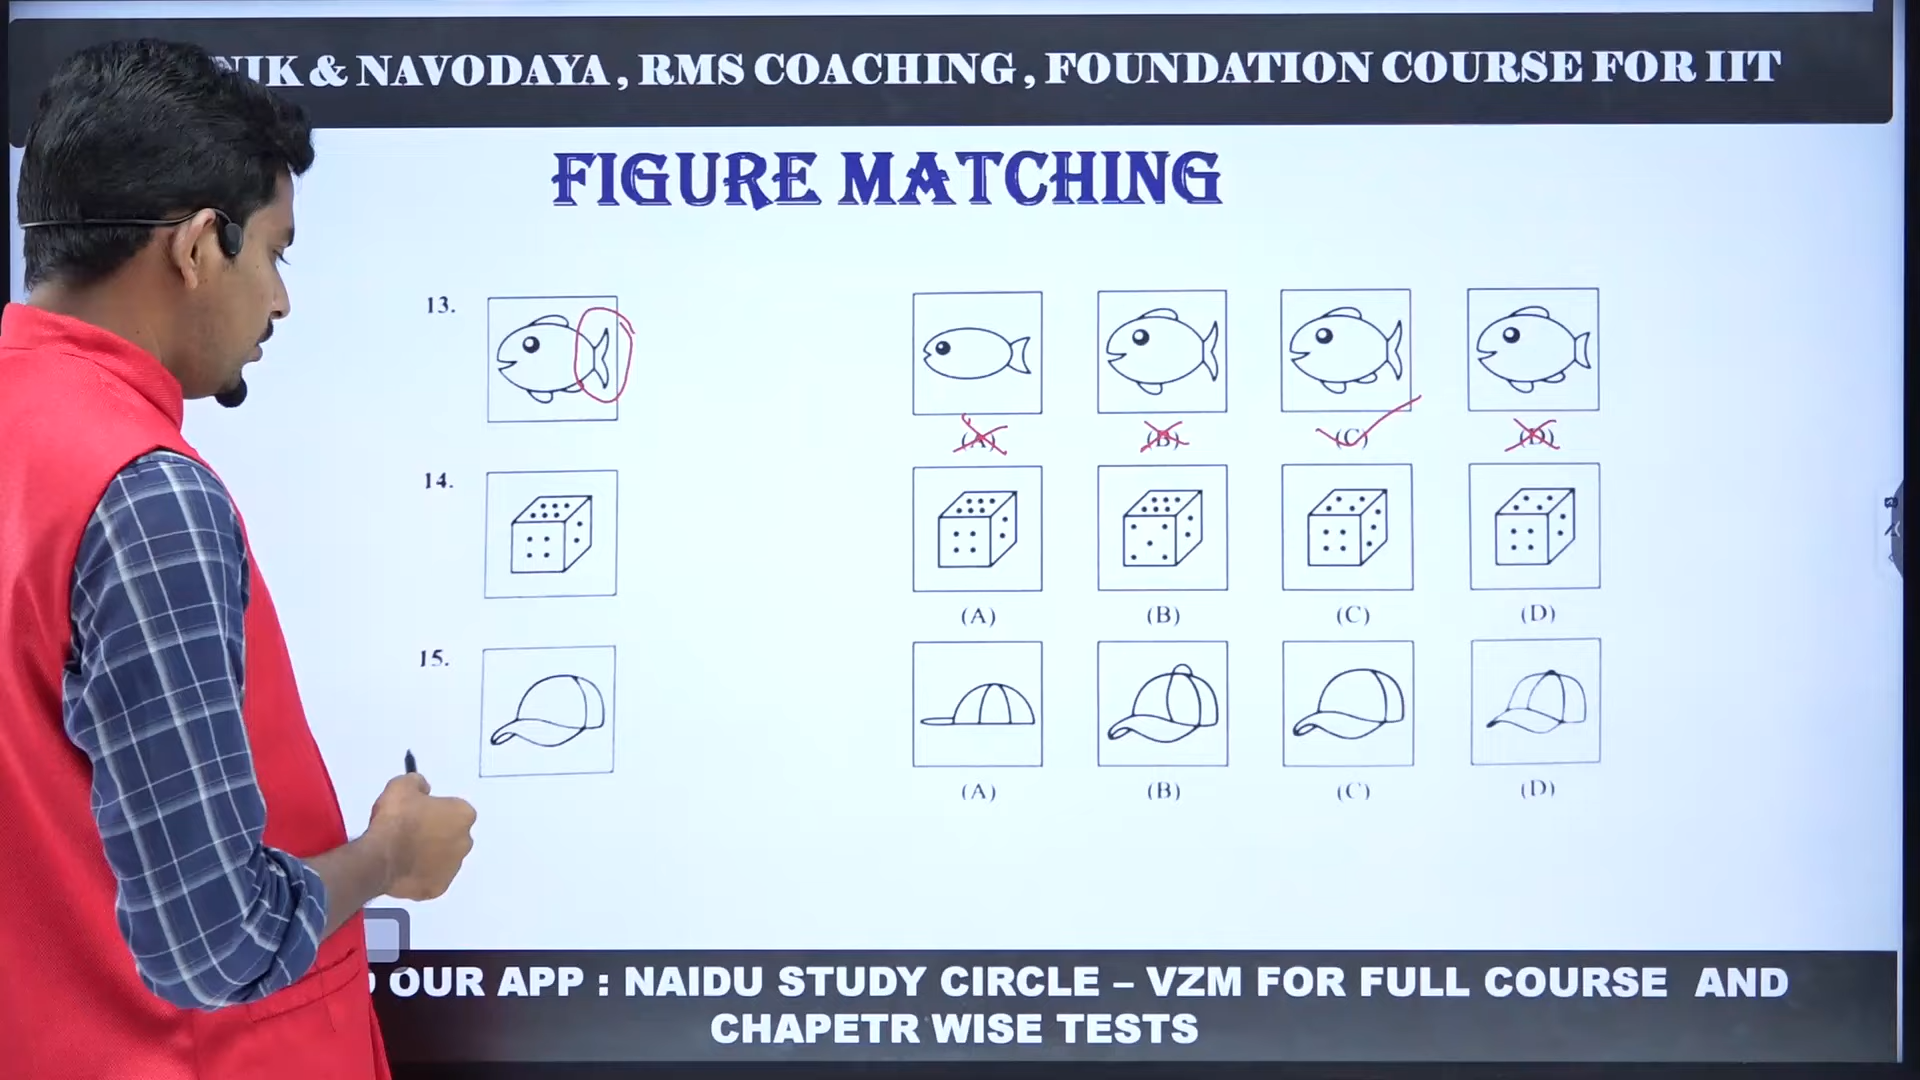 NIK & NAVODAYA , RMS COACHING , FOUNDATION COURSE FOR IIT
FIGURE MATCHING
13.
(A) (B) (C) (D)
14.
(A) (B) (C) (D)
15.
(A) (B) (C) (D)
OUR APP : NAIDU STUDY CIRCLE – VZM FOR FULL COURSE AND
CHAPETR WISE TESTS